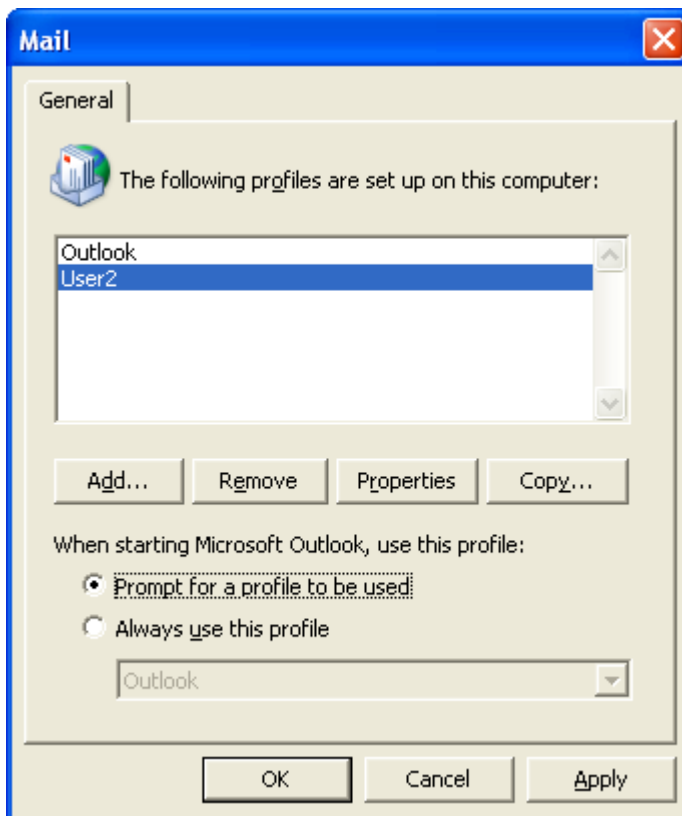 Mail
General
The following profiles are set up on this computer:
Outlook
User2
Add... Remove Properties Copy...
When starting Microsoft Outlook, use this profile:
Prompt for a profile to be used
Always use this profile
Outlook
OK Cancel Apply